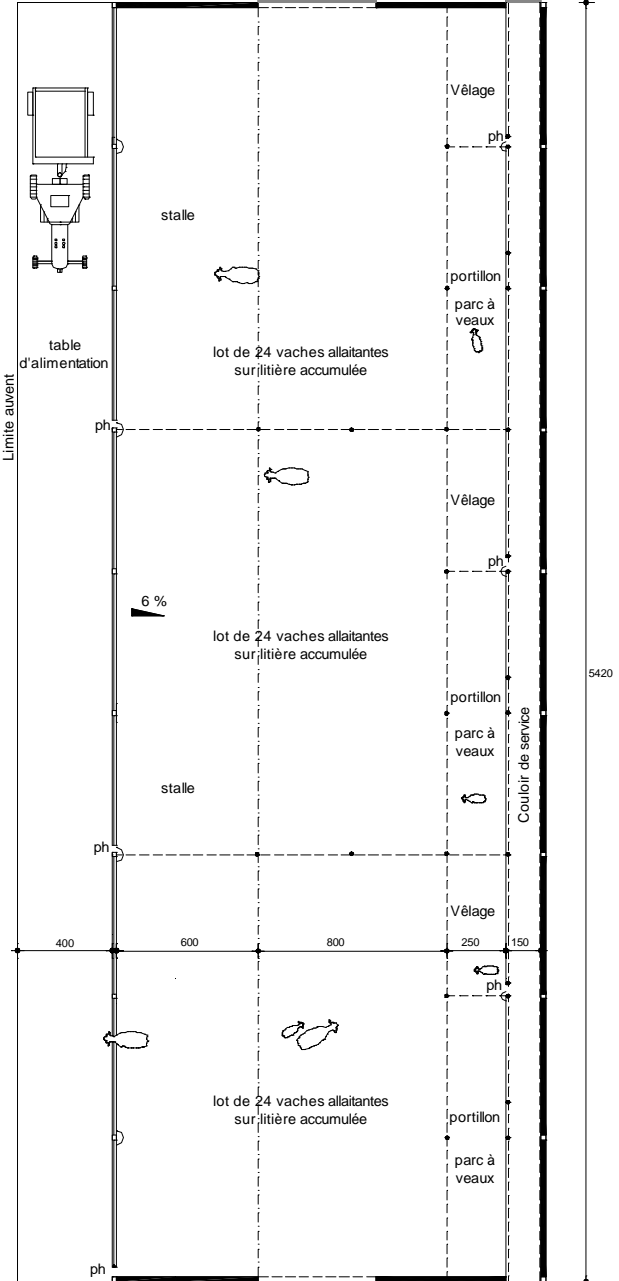 Vêlage
ph
stalle
portillon
parc à
veaux
table
d'alimentation
lot de 24 vaches allaitantes
sur litière accumulée
Limite auvent
ph
Vêlage
ph
6 %
lot de 24 vaches allaitantes
sur litière accumulée
5420
portillon
parc à
veaux
Couloir de service
stalle
ph
Vêlage
400
600
800
250
150
ph
lot de 24 vaches allaitantes
sur litière accumulée
portillon
parc à
veaux
ph